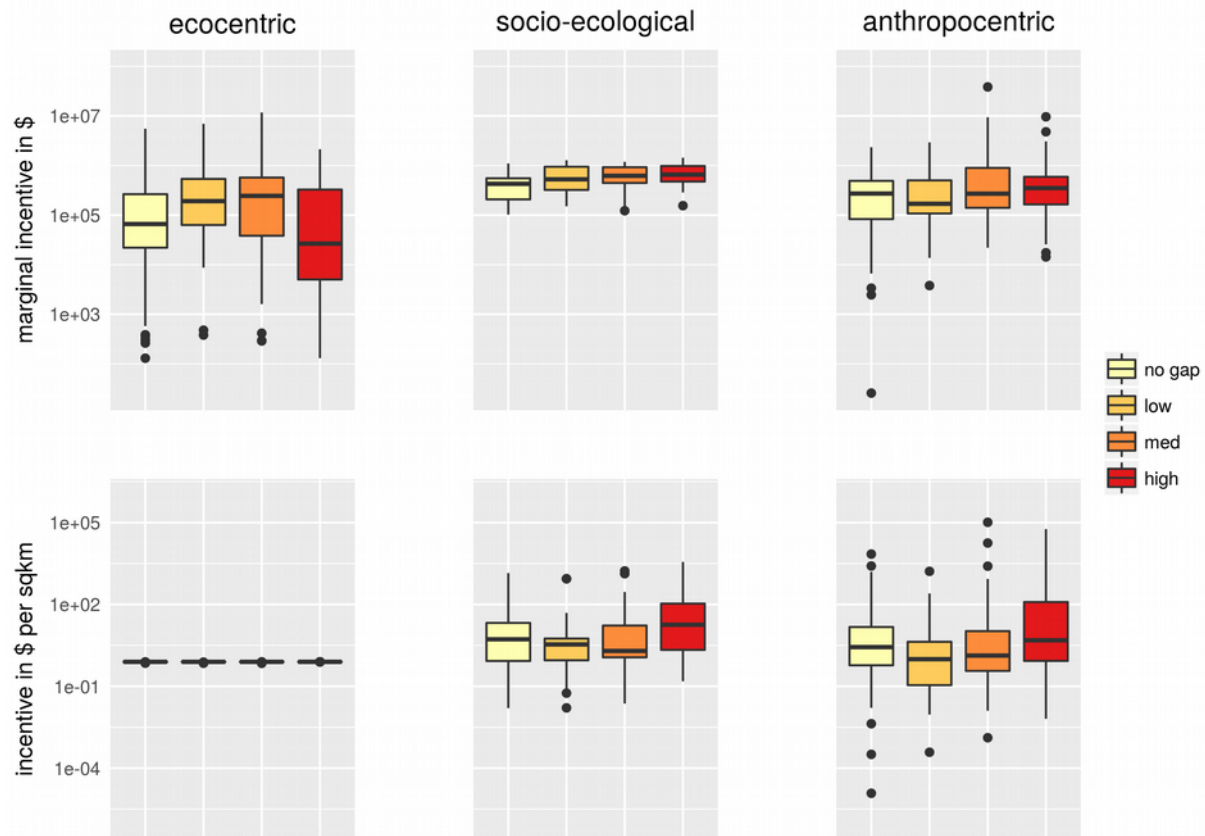 ecocentric
socio-ecological
anthropocentric
marginal incentive in $
1e+07
1e+05
1e+03
no gap
low
med
high
incentive in $ per sqkm
1e+05
1e+02
1e-01
1e-04